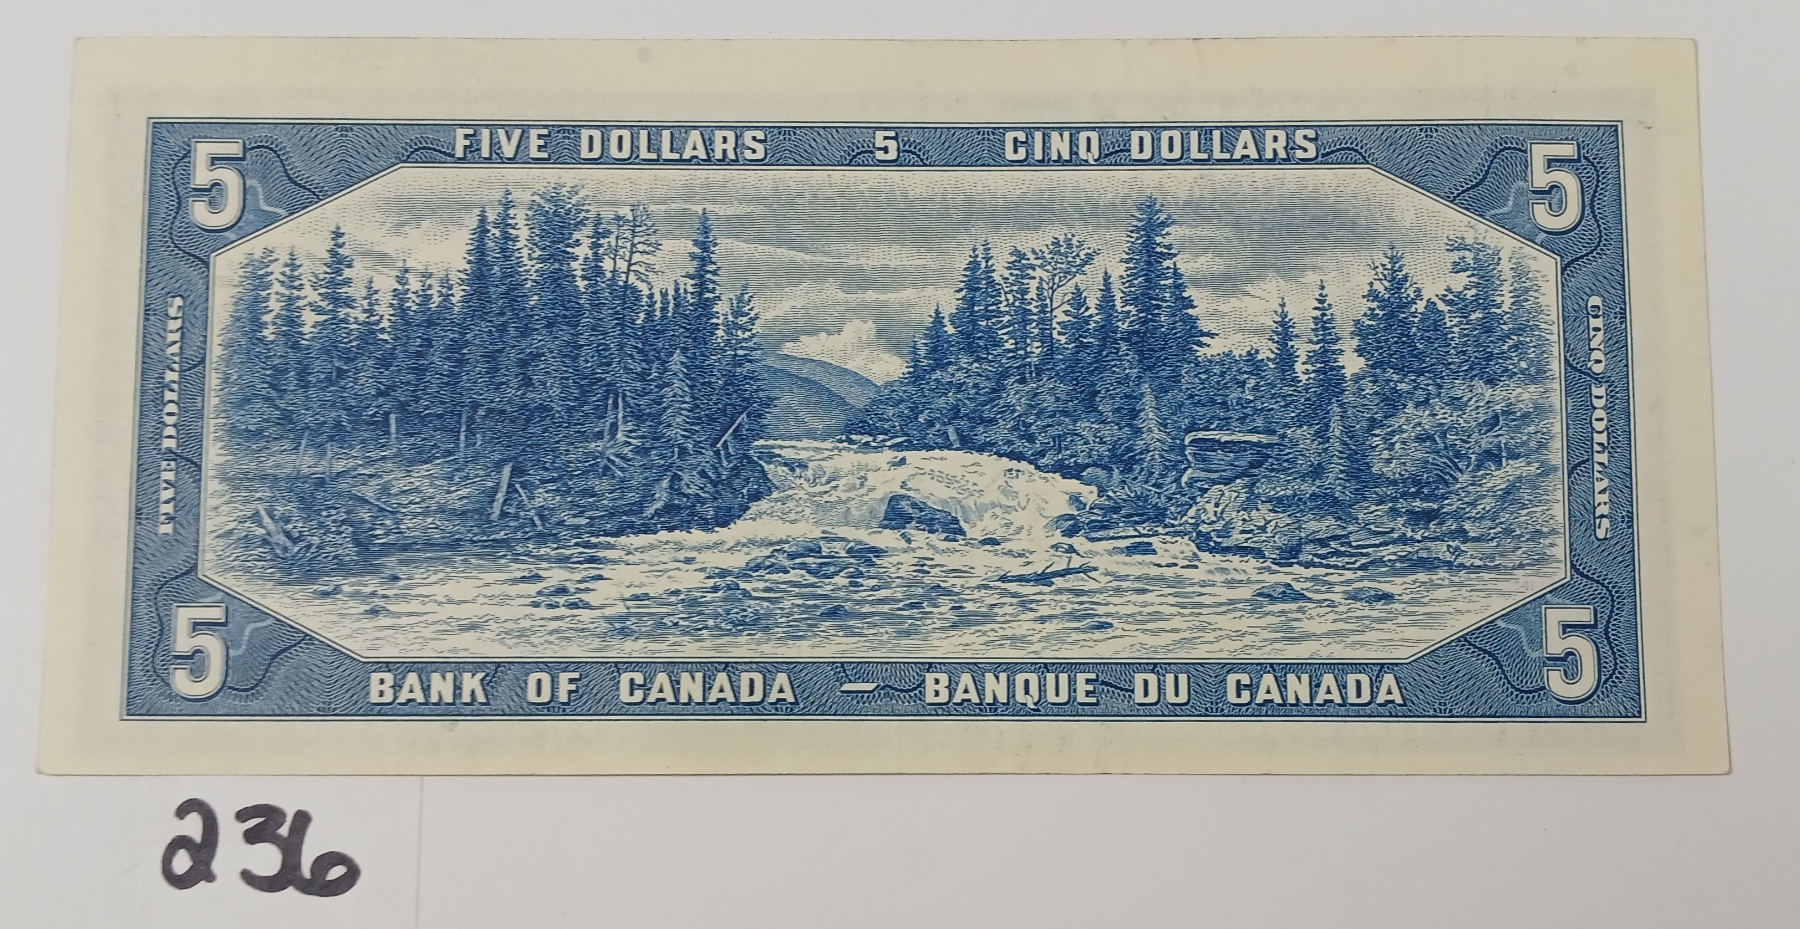 FIVE DOLLARS 5 CINQ DOLLARS
5 5
FIVE DOLLARS
CINQ DOLLARS
5 5
BANK OF CANADA – BANQUE DU CANADA
236